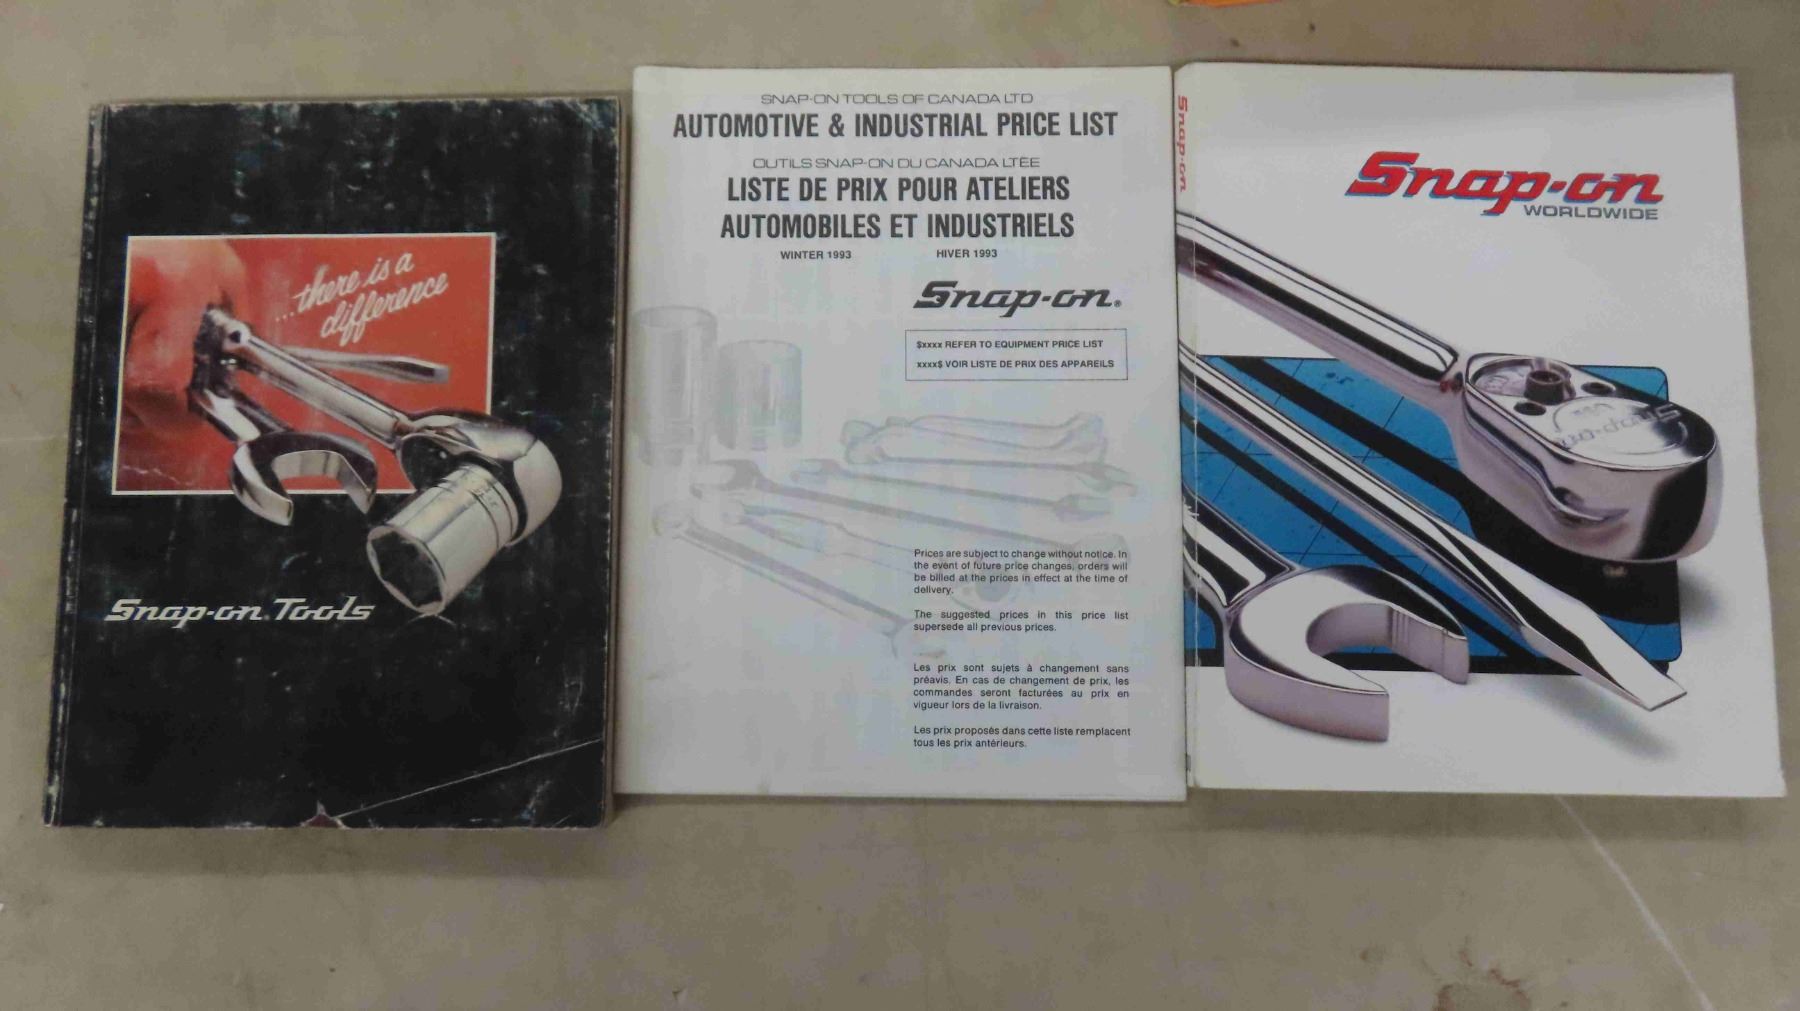 ...there is a
difference
Snap-on Tools
SNAP-ON TOOLS OF CANADA LTD
AUTOMOTIVE & INDUSTRIAL PRICE LIST
OUTILS SNAP-ON DU CANADA LTÉE
LISTE DE PRIX POUR ATELIERS
AUTOMOBILES ET INDUSTRIELS
WINTER 1993 HIVER 1993
Snap-on®
$xxxx REFER TO EQUIPMENT PRICE LIST
xxxx$ VOIR LISTE DE PRIX DES APPAREILS
Prices are subject to change without notice. In
the event of future price changes, orders will
be billed at the prices in effect at the time of
delivery.
The suggested prices in this price list
supersede all previous prices.
Les prix sont sujets à changement sans
préavis. En cas de changement de prix, les
commandes seront facturées au prix en
vigueur lors de la livraison.
Les prix proposés dans cette liste remplacent
tous les prix antérieurs.
Snap-on
Snap-on
WORLDWIDE
Snap-on